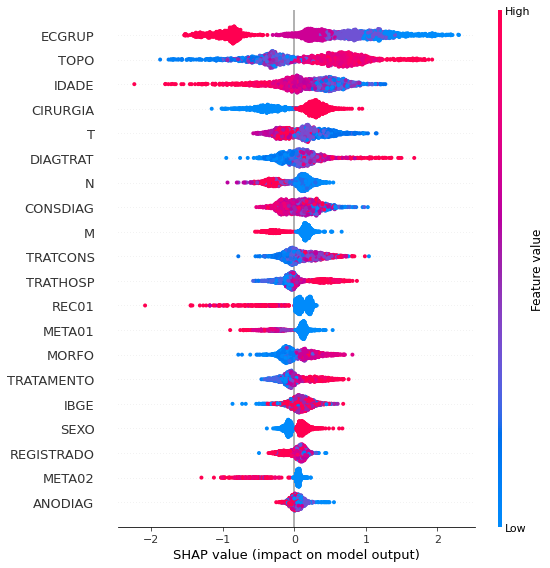 High
ECGRUP
TOPO
IDADE
CIRURGIA
T
DIAGTRAT
N
CONSDIAG
M
TRATCONS
TRATHOSP
REC01
META01
MORFO
TRATAMENTO
IBGE
SEXO
REGISTRADO
META02
ANODIAG
Low
Feature value
−2 −1 0 1 2
SHAP value (impact on model output)